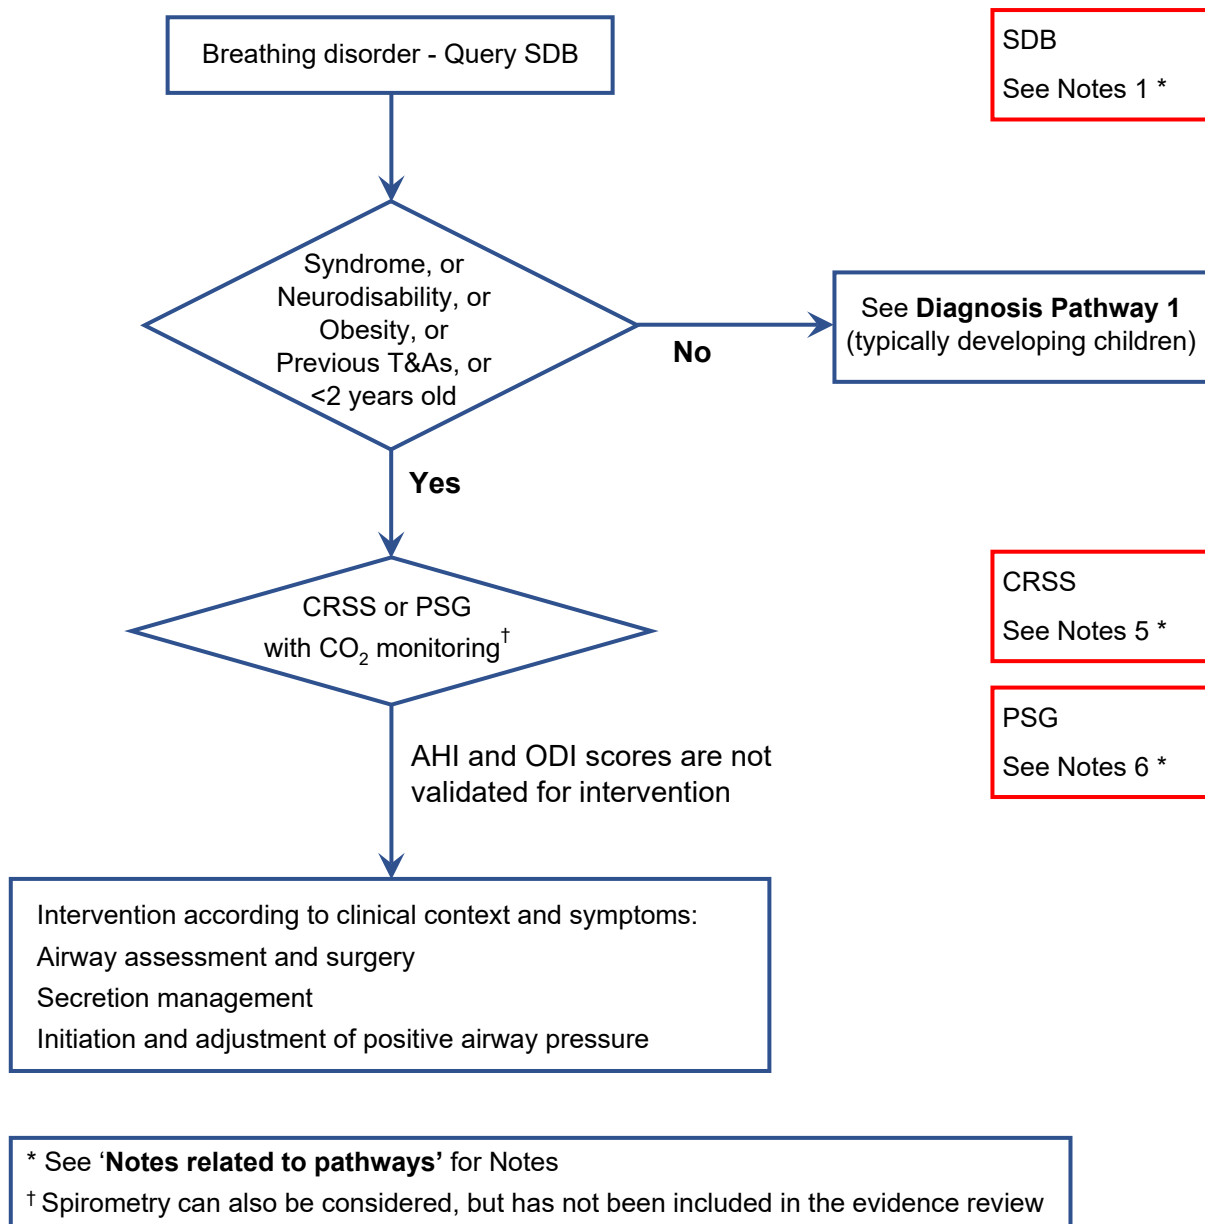 Breathing disorder - Query SDB
SDB
See Notes 1 *
Syndrome, or
Neurodisability, or
Obesity, or
Previous T&As, or
<2 years old
No
See Diagnosis Pathway 1
(typically developing children)
Yes
CRSS or PSG
with CO₂ monitoring†
CRSS
See Notes 5 *
PSG
See Notes 6 *
AHI and ODI scores are not
validated for intervention
Intervention according to clinical context and symptoms:
Airway assessment and surgery
Secretion management
Initiation and adjustment of positive airway pressure
* See ‘Notes related to pathways’ for Notes
† Spirometry can also be considered, but has not been included in the evidence review